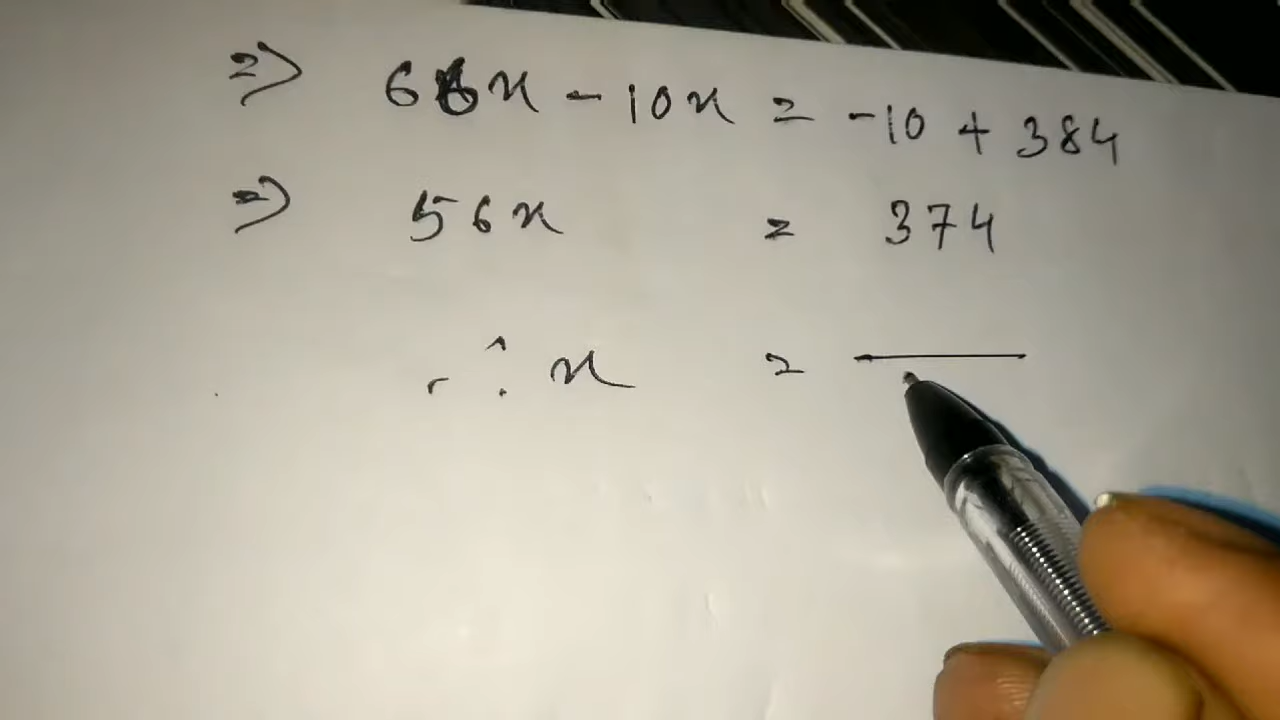 ⇒ 66x - 10x = -10 + 384
⇒ 56x = 374
∴ x =